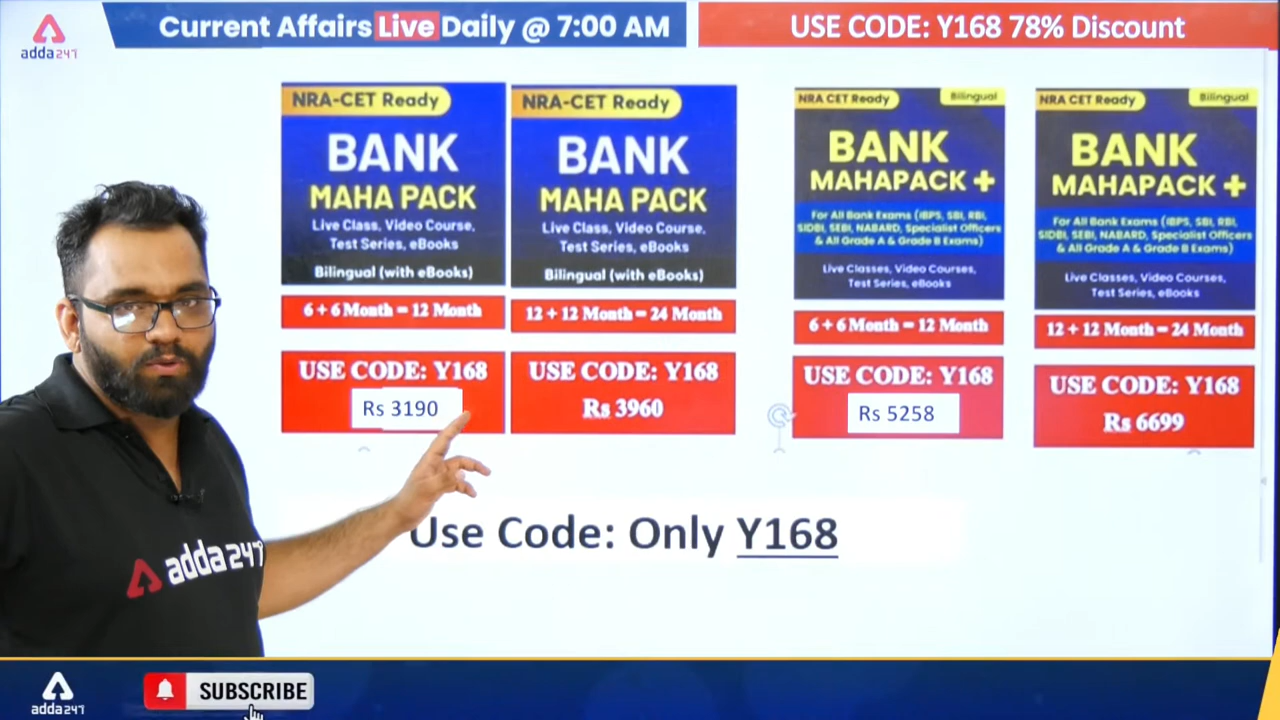 adda247
Current Affairs Live Daily @ 7:00 AM
USE CODE: Y168 78% Discount
NRA-CET Ready
BANK
MAHA PACK
Live Class, Video Course,
Test Series, eBooks
Bilingual (with eBooks)
6 + 6 Month = 12 Month
USE CODE: Y168
Rs 3190
NRA-CET Ready
BANK
MAHA PACK
Live Class, Video Course,
Test Series, eBooks
Bilingual (with eBooks)
12 + 12 Month = 24 Month
USE CODE: Y168
Rs 3960
NRA CET Ready
Bilingual
BANK
MAHAPACK +
For All Bank Exams (IBPS, SBI, RBI,
SIDBI, SEBI, NABARD, Specialist Officers
& All Grade A & Grade B Exams)
Live Classes, Video Courses,
Test Series, eBooks
6 + 6 Month = 12 Month
USE CODE: Y168
Rs 5258
NRA CET Ready
Bilingual
BANK
MAHAPACK +
For All Bank Exams (IBPS, SBI, RBI,
SIDBI, SEBI, NABARD, Specialist Officers
& All Grade A & Grade B Exams)
Live Classes, Video Courses,
Test Series, eBooks
12 + 12 Month = 24 Month
USE CODE: Y168
Rs 6699
Use Code: Only Y168
adda247
adda247
SUBSCRIBE